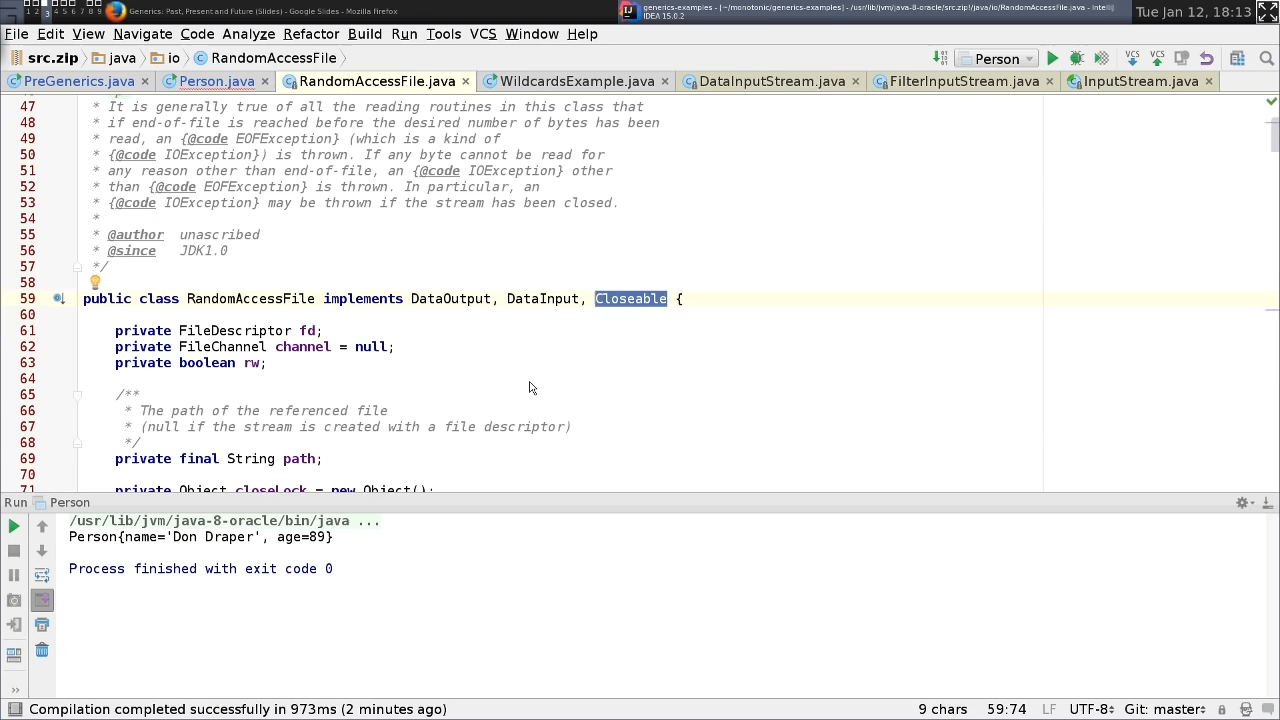 1 2 3 4 5 6 7 8 9 Generics: Past, Present and Future (Slides) - Google Slides - Mozilla Firefox generics-examples - [~/monotonic/generics-examples] - /usr/lib/jvm/java-8-oracle/src.zip!/java/io/RandomAccessFile.java - IntelliJ IDEA 15.0.2 Tue Jan 12, 18:13
File Edit View Navigate Code Analyze Refactor Build Run Tools VCS Window Help
src.zip java io RandomAccessFile Person VCS VCS
PreGenerics.java Person.java RandomAccessFile.java WildcardsExample.java DataInputStream.java FilterInputStream.java InputStream.java
47 * It is generally true of all the reading routines in this class that
48 * if end-of-file is reached before the desired number of bytes has been
49 * read, an {@code EOFException} (which is a kind of
50 * {@code IOException}) is thrown. If any byte cannot be read for
51 * any reason other than end-of-file, an {@code IOException} other
52 * than {@code EOFException} is thrown. In particular, an
53 * {@code IOException} may be thrown if the stream has been closed.
54 *
55 * @author unascribed
56 * @since JDK1.0
57 */
58
59 public class RandomAccessFile implements DataOutput, DataInput, Closeable {
60
61 private FileDescriptor fd;
62 private FileChannel channel = null;
63 private boolean rw;
64
65 /**
66 * The path of the referenced file
67 * (null if the stream is created with a file descriptor)
68 */
69 private final String path;
70
71 private Object closeLock = new Object();
Run Person
/usr/lib/jvm/java-8-oracle/bin/java ...
Person{name='Don Draper', age=89}
Process finished with exit code 0
Compilation completed successfully in 973ms (2 minutes ago) 9 chars 59:74 LF UTF-8 Git: master